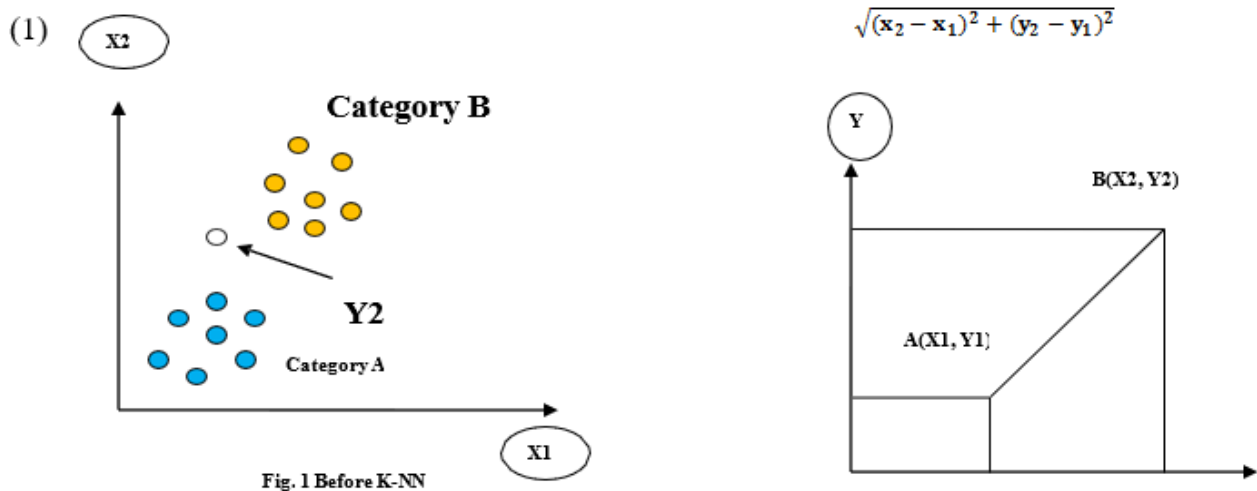 (1)
X2
Category B
Y2
Category A
X1
Fig. 1 Before K-NN
√(x₂ − x₁)² + (y₂ − y₁)²
Y
B(X2, Y2)
A(X1, Y1)